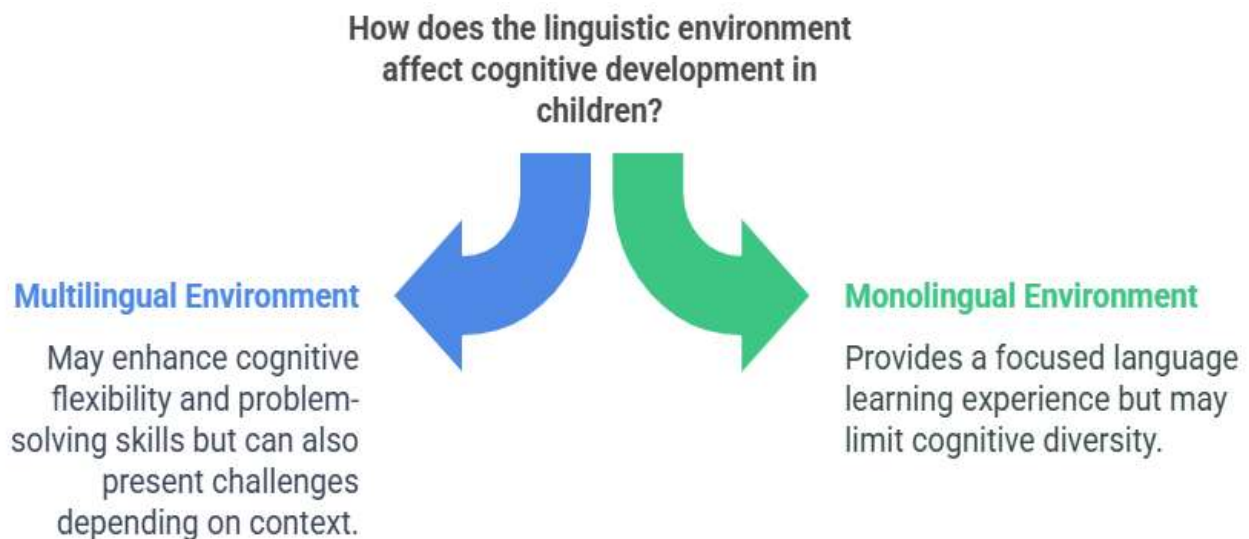 How does the linguistic environment
affect cognitive development in
children?
Multilingual Environment
May enhance cognitive
flexibility and problem-
solving skills but can also
present challenges
depending on context.
Monolingual Environment
Provides a focused language
learning experience but may
limit cognitive diversity.